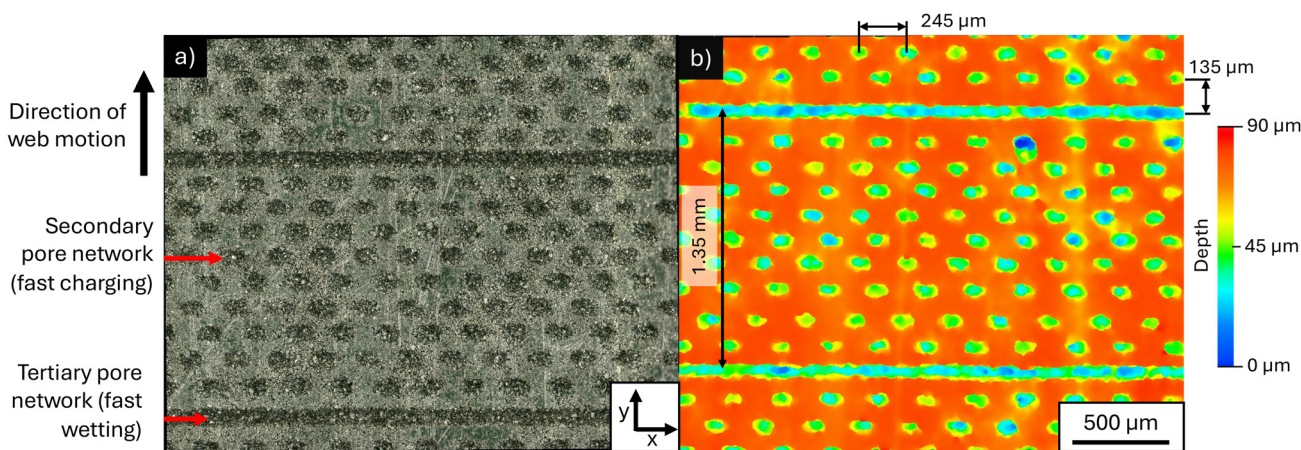 a)
Direction of
web motion
Secondary
pore network
(fast charging)
Tertiary pore
network (fast
wetting)
y
x
b)
245 µm
135 µm
1.35 mm
90 µm
45 µm
0 µm
Depth
500 µm